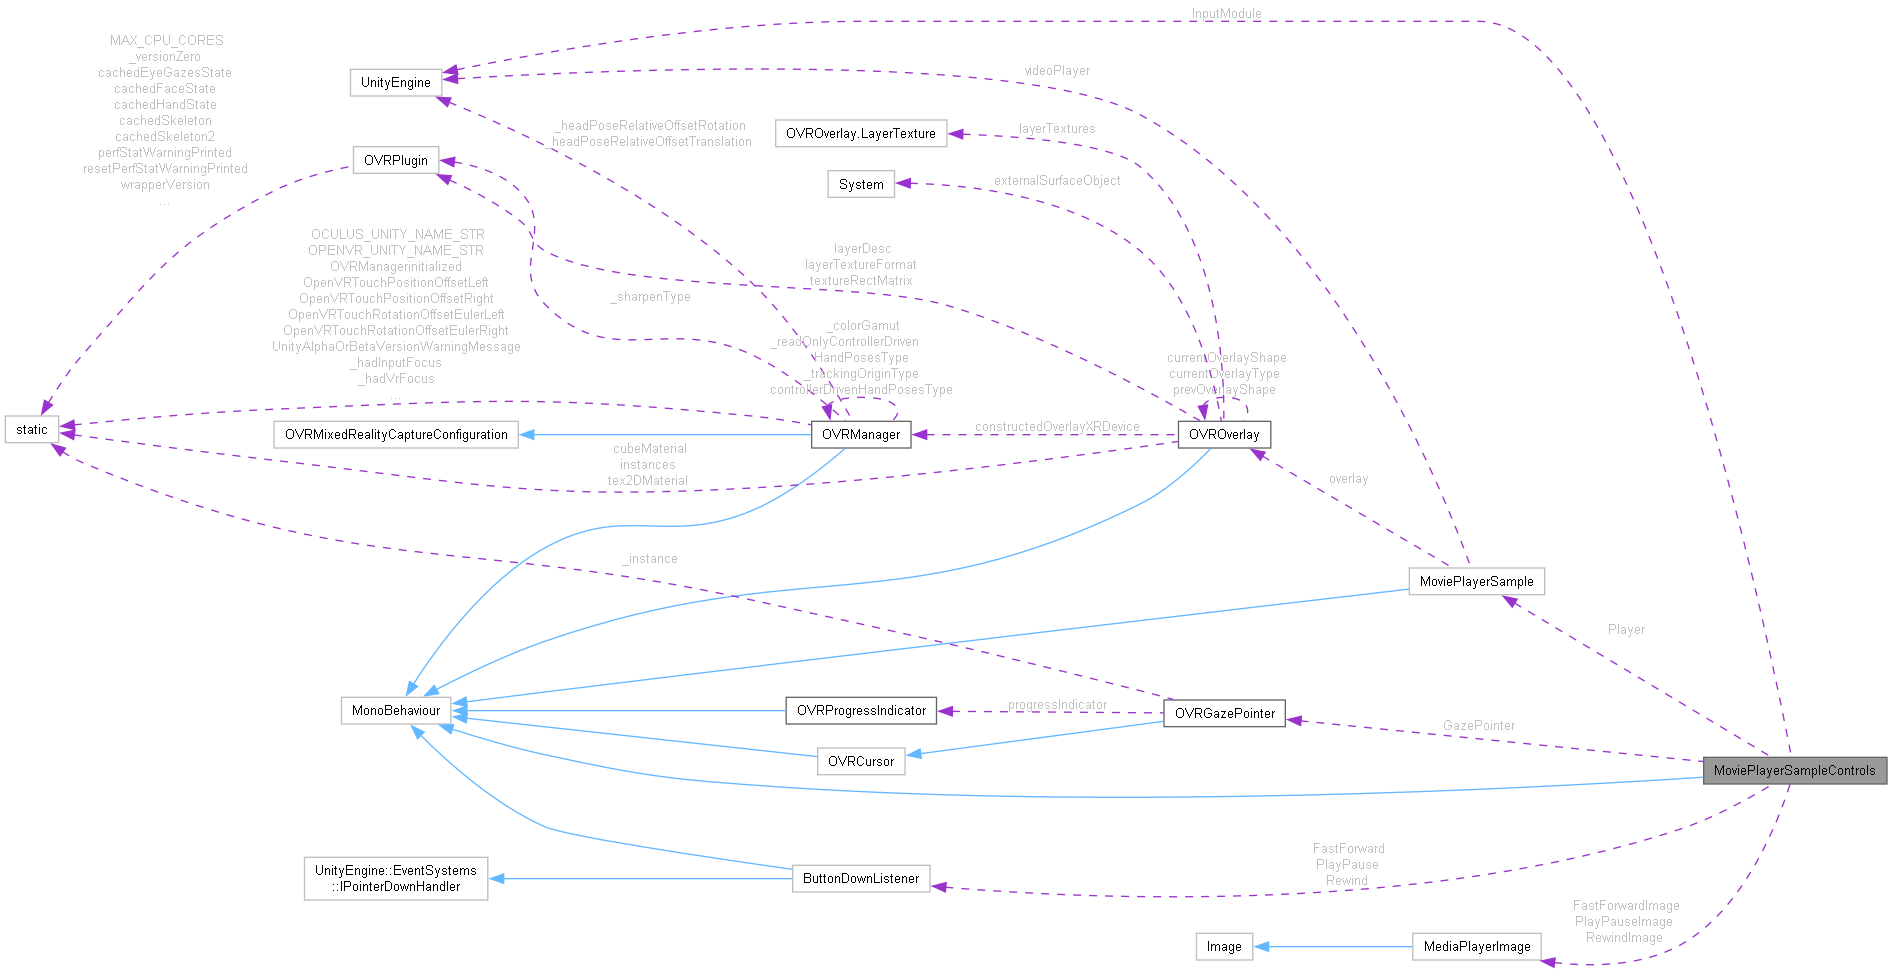 InputModule
MAX_CPU_CORES
_versionZero
cachedEyeGazesState
cachedFaceState
cachedHandState
cachedSkeleton
cachedSkeleton2
perfStatWarningPrinted
resetPerfStatWarningPrinted
wrapperVersion
...
UnityEngine
videoPlayer
_headPoseRelativeOffsetRotation
_headPoseRelativeOffsetTranslation
OVROverlay.LayerTexture
layerTextures
OVRPlugin
System
externalSurfaceObject
OCULUS_UNITY_NAME_STR
OPENVR_UNITY_NAME_STR
OVRManagerinitialized
OpenVRTouchPositionOffsetLeft
OpenVRTouchPositionOffsetRight
OpenVRTouchRotationOffsetEulerLeft
OpenVRTouchRotationOffsetEulerRight
UnityAlphaOrBetaVersionWarningMessage
_hadInputFocus
_hadVrFocus
...
layerDesc
layerTextureFormat
textureRectMatrix
_sharpenType
_colorGamut
_readOnlyControllerDriven
HandPosesType
_trackingOriginType
controllerDrivenHandPosesType
currentOverlayShape
currentOverlayType
prevOverlayShape
static
OVRMixedRealityCaptureConfiguration
OVRManager
constructedOverlayXRDevice
OVROverlay
cubeMaterial
instances
tex2DMaterial
overlay
_instance
MoviePlayerSample
Player
MonoBehaviour
OVRProgressIndicator
progressIndicator
OVRGazePointer
GazePointer
OVRCursor
MoviePlayerSampleControls
UnityEngine::EventSystems
::IPointerDownHandler
ButtonDownListener
FastForward
PlayPause
Rewind
FastForwardImage
PlayPauseImage
RewindImage
Image
MediaPlayerImage